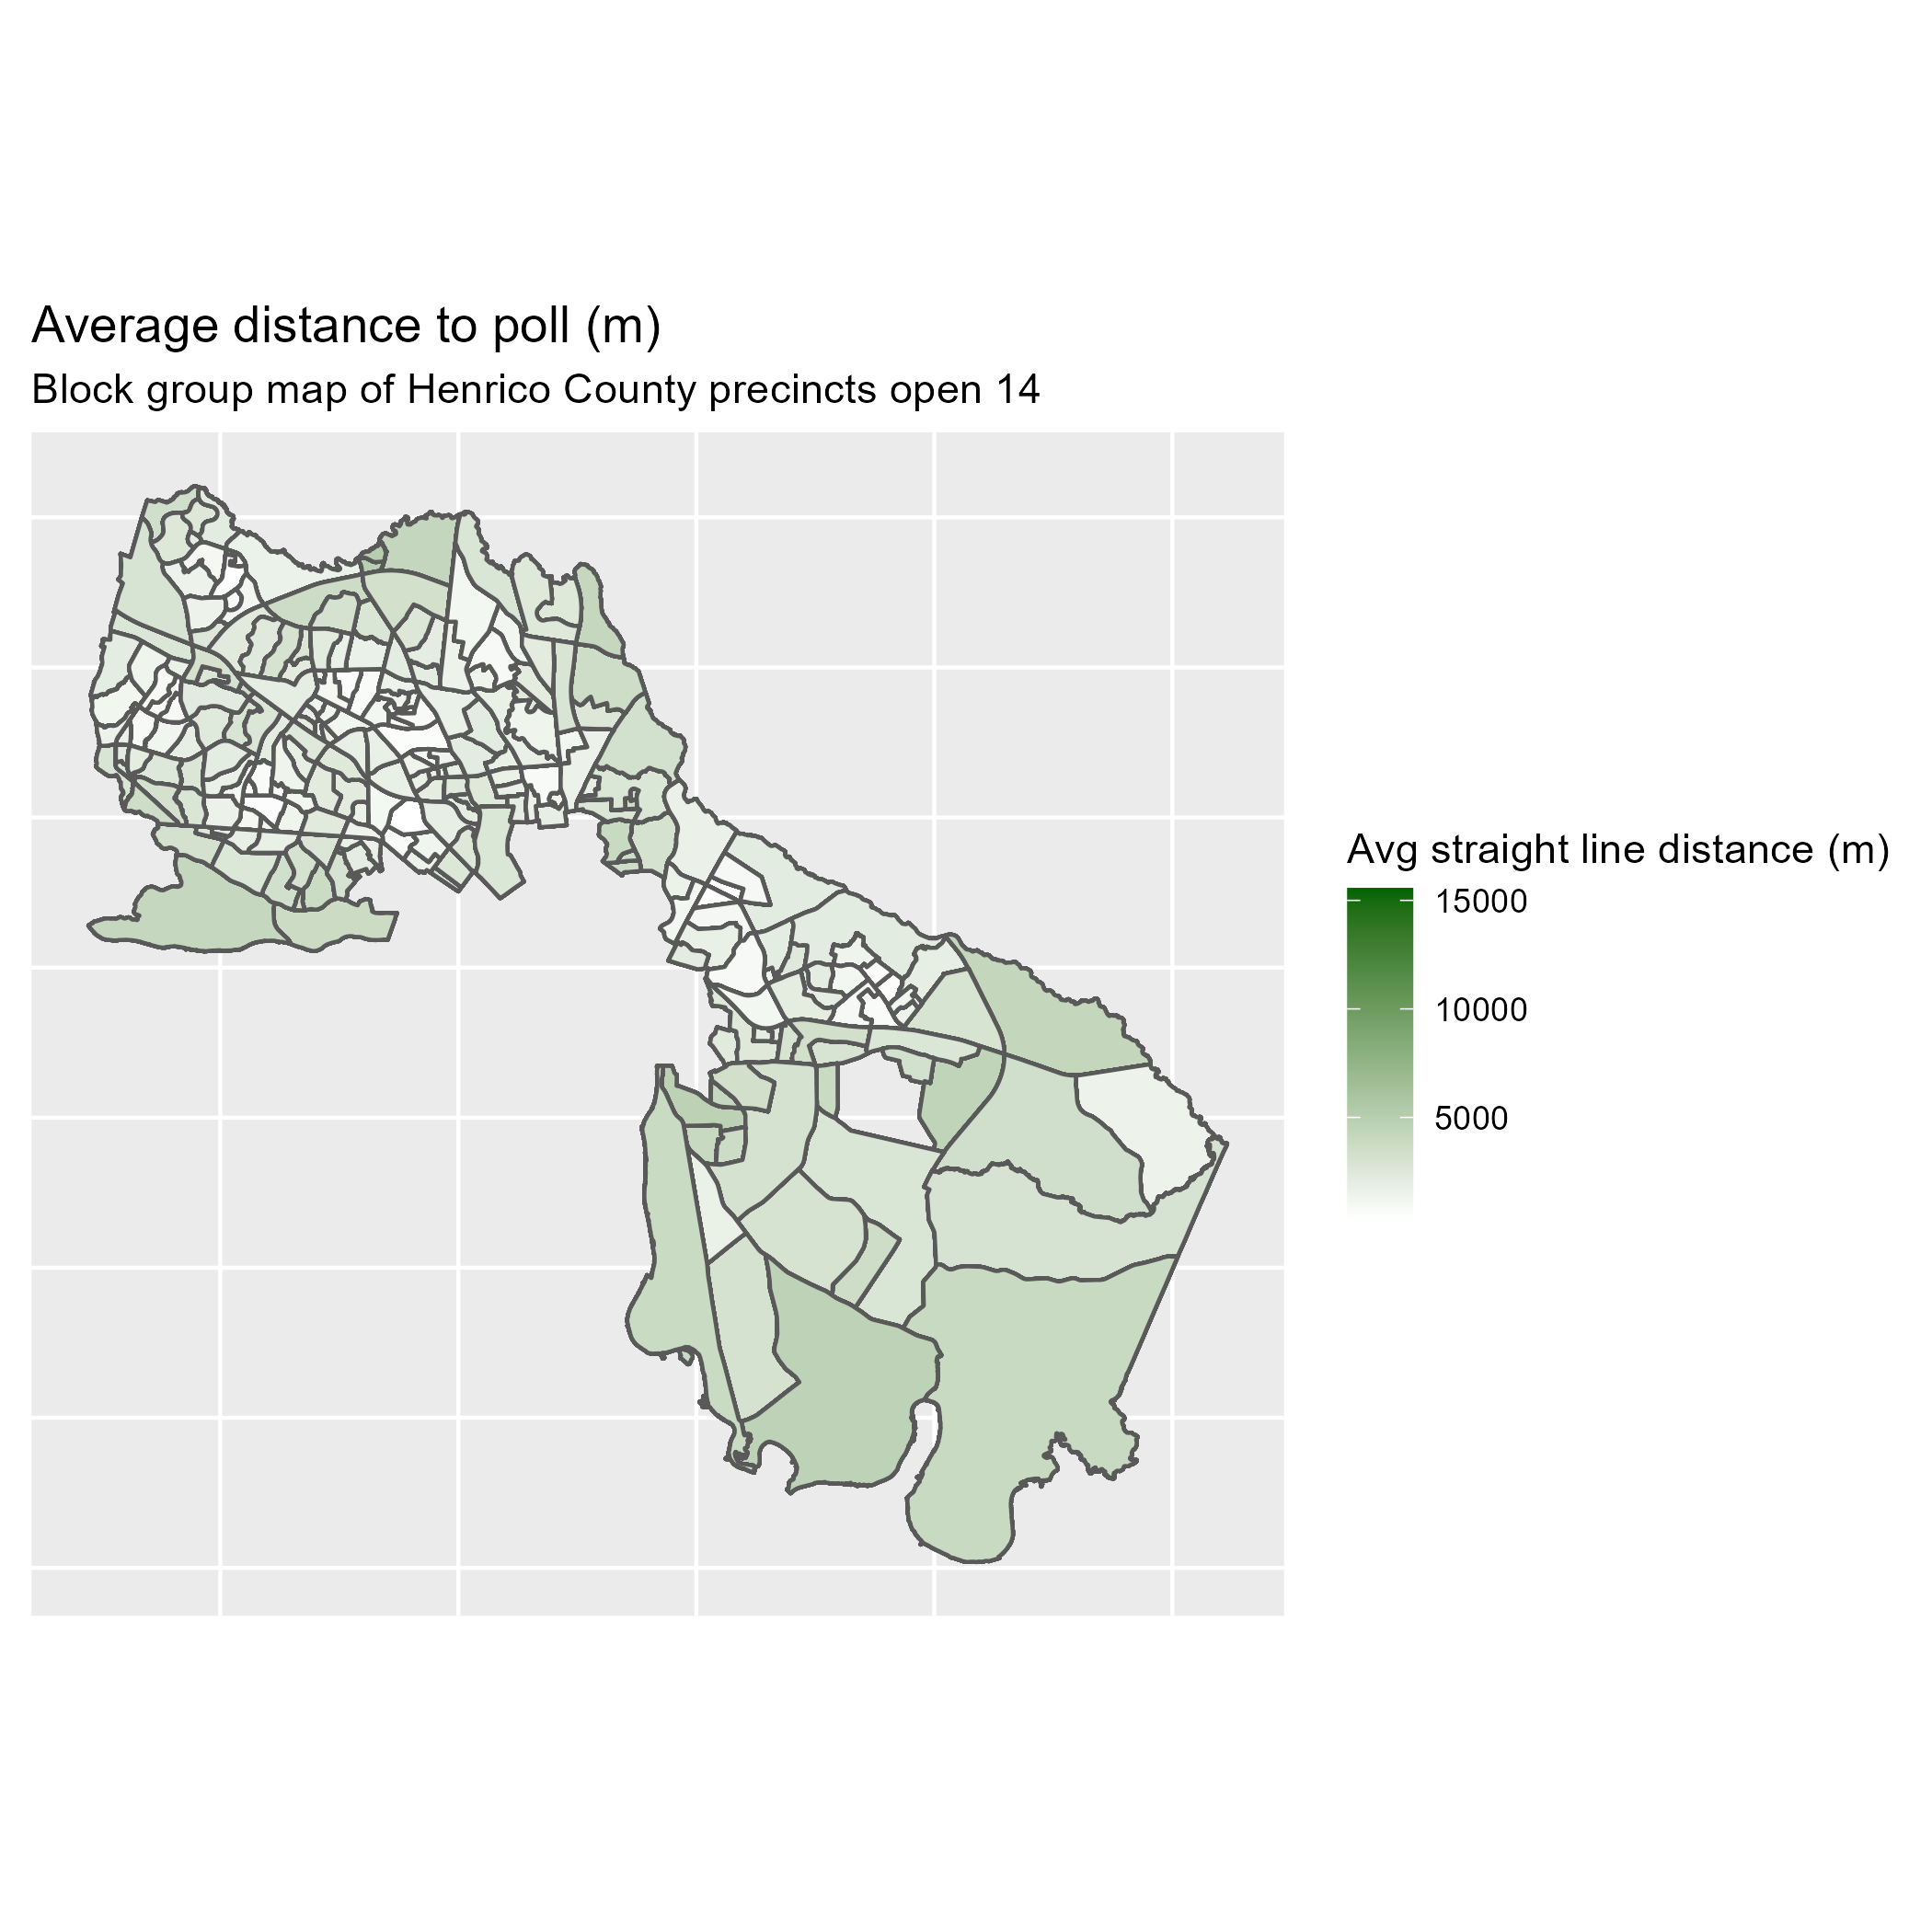 Average distance to poll (m)
Block group map of Henrico County precincts open 14
Avg straight line distance (m)
15000
10000
5000